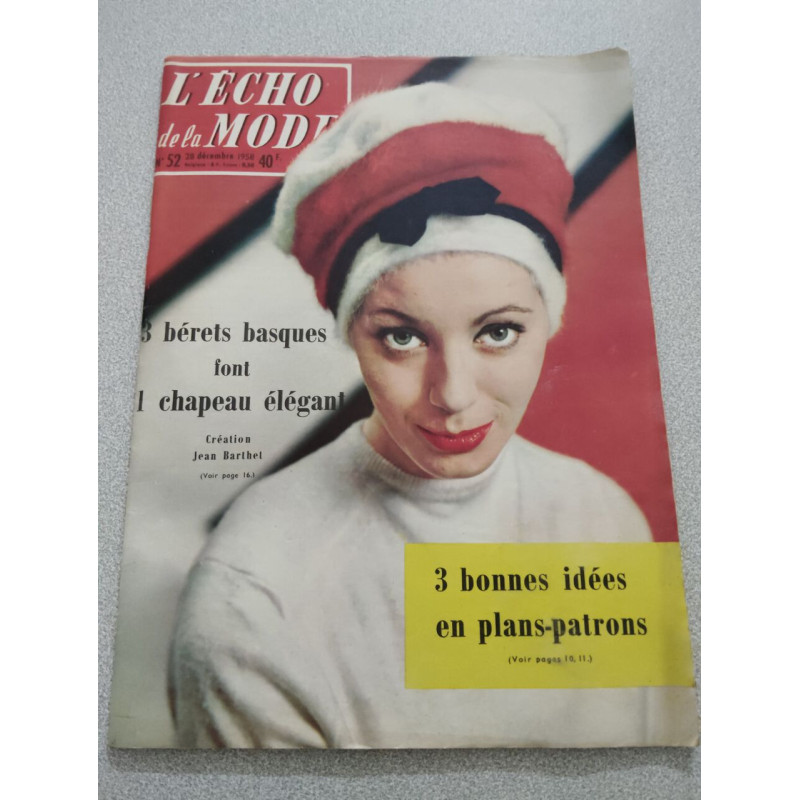 L'ÉCHO
de la MODE
N° 52 28 décembre 1958 40 F.
3 bérets basques
font
1 chapeau élégant
Création
Jean Barthet
(Voir page 16.)
3 bonnes idées
en plans-patrons
(Voir pages 10, 11.)